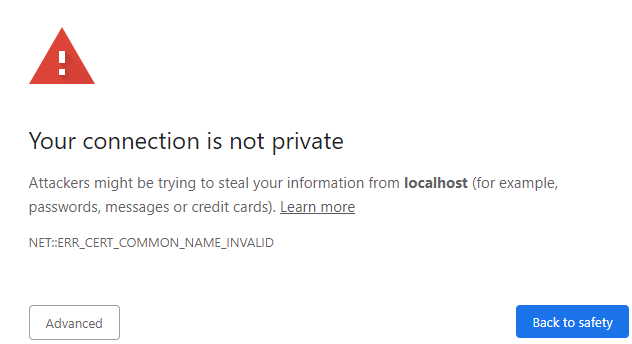 Your connection is not private
Attackers might be trying to steal your information from localhost (for example,
passwords, messages or credit cards). Learn more
NET::ERR_CERT_COMMON_NAME_INVALID
Advanced
Back to safety